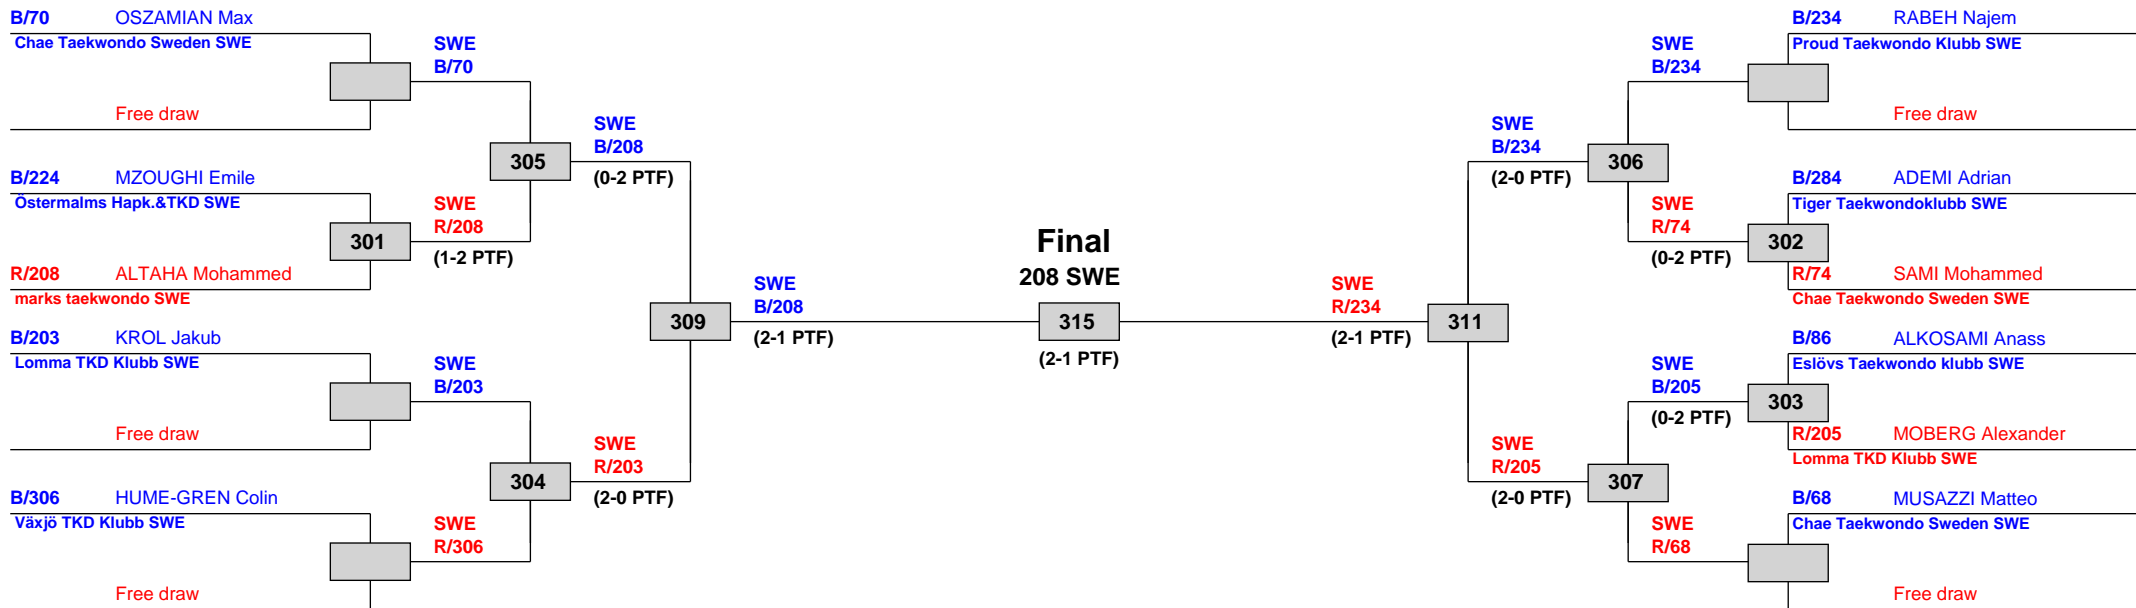 B/70 OSZAMIAN Max
Chae Taekwondo Sweden SWE
Free draw
B/224 MZOUGHI Emile
Östermalms Hapk.&TKD SWE
R/208 ALTAHA Mohammed
marks taekwondo SWE
B/203 KROL Jakub
Lomma TKD Klubb SWE
Free draw
B/306 HUME-GREN Colin
Växjö TKD Klubb SWE
Free draw
SWE
B/70
301
SWE
R/208
(1-2 PTF)
SWE
B/203
SWE
R/306
305
SWE
B/208
(0-2 PTF)
304
SWE
R/203
(2-0 PTF)
309
SWE
B/208
(2-1 PTF)
Final
208 SWE
315
(2-1 PTF)
SWE
R/234
(2-1 PTF)
311
SWE
B/234
(2-0 PTF)
306
SWE
R/205
(2-0 PTF)
307
SWE
B/234
SWE
R/74
(0-2 PTF)
302
SWE
B/205
(0-2 PTF)
303
SWE
R/68
B/234 RABEH Najem
Proud Taekwondo Klubb SWE
Free draw
B/284 ADEMI Adrian
Tiger Taekwondoklubb SWE
R/74 SAMI Mohammed
Chae Taekwondo Sweden SWE
B/86 ALKOSAMI Anass
Eslövs Taekwondo klubb SWE
R/205 MOBERG Alexander
Lomma TKD Klubb SWE
B/68 MUSAZZI Matteo
Chae Taekwondo Sweden SWE
Free draw